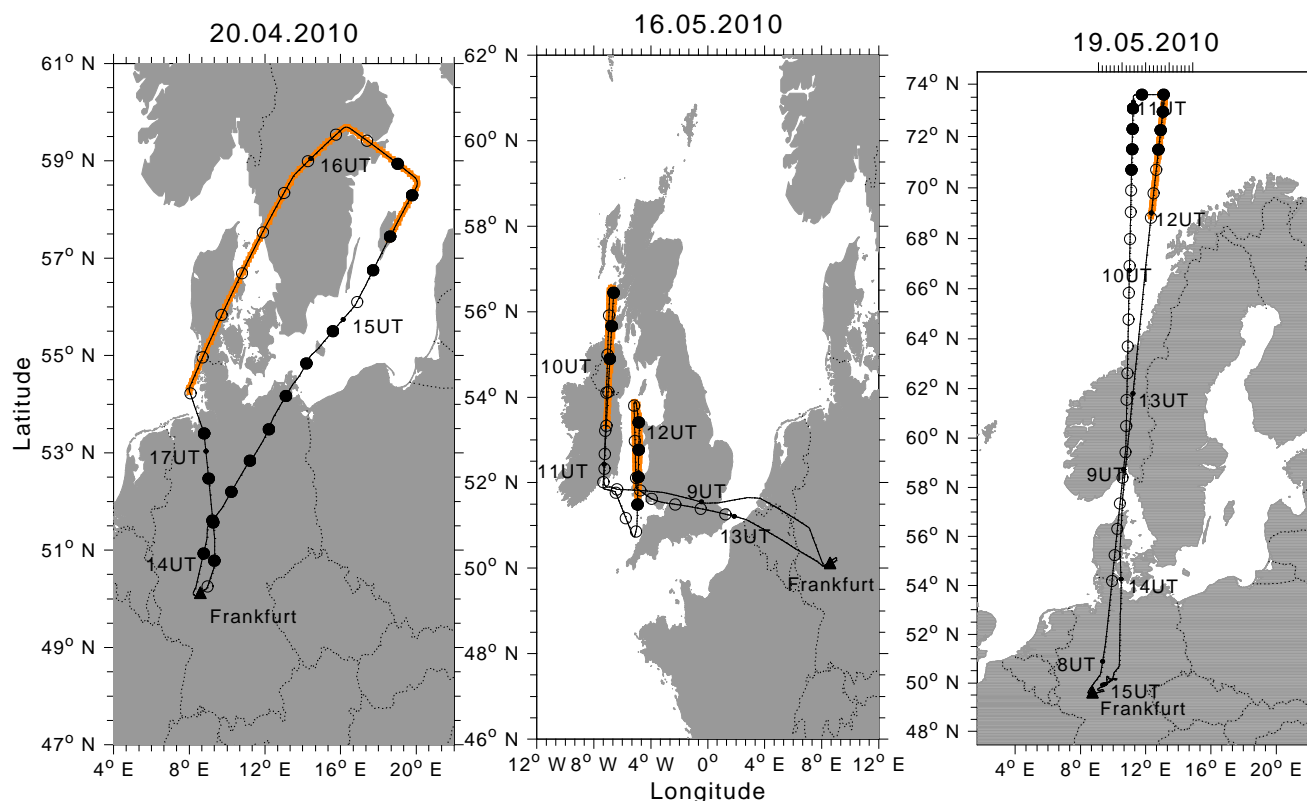 20.04.2010
61° N
59° N
57° N
55° N
53° N
51° N
49° N
47° N
Latitude
4° E
8° E
12° E
16° E
20° E
16UT
15UT
17UT
14UT
Frankfurt
16.05.2010
62° N
60° N
58° N
56° N
54° N
52° N
50° N
48° N
46° N
12° W
8° W
4° W
0° E
4° E
8° E
12° E
Longitude
10UT
12UT
11UT
9UT
13UT
Frankfurt
19.05.2010
74° N
72° N
70° N
68° N
66° N
64° N
62° N
60° N
58° N
56° N
54° N
52° N
50° N
48° N
4° E
8° E
12° E
16° E
20° E
11UT
12UT
10UT
13UT
9UT
14UT
8UT
15UT
Frankfurt